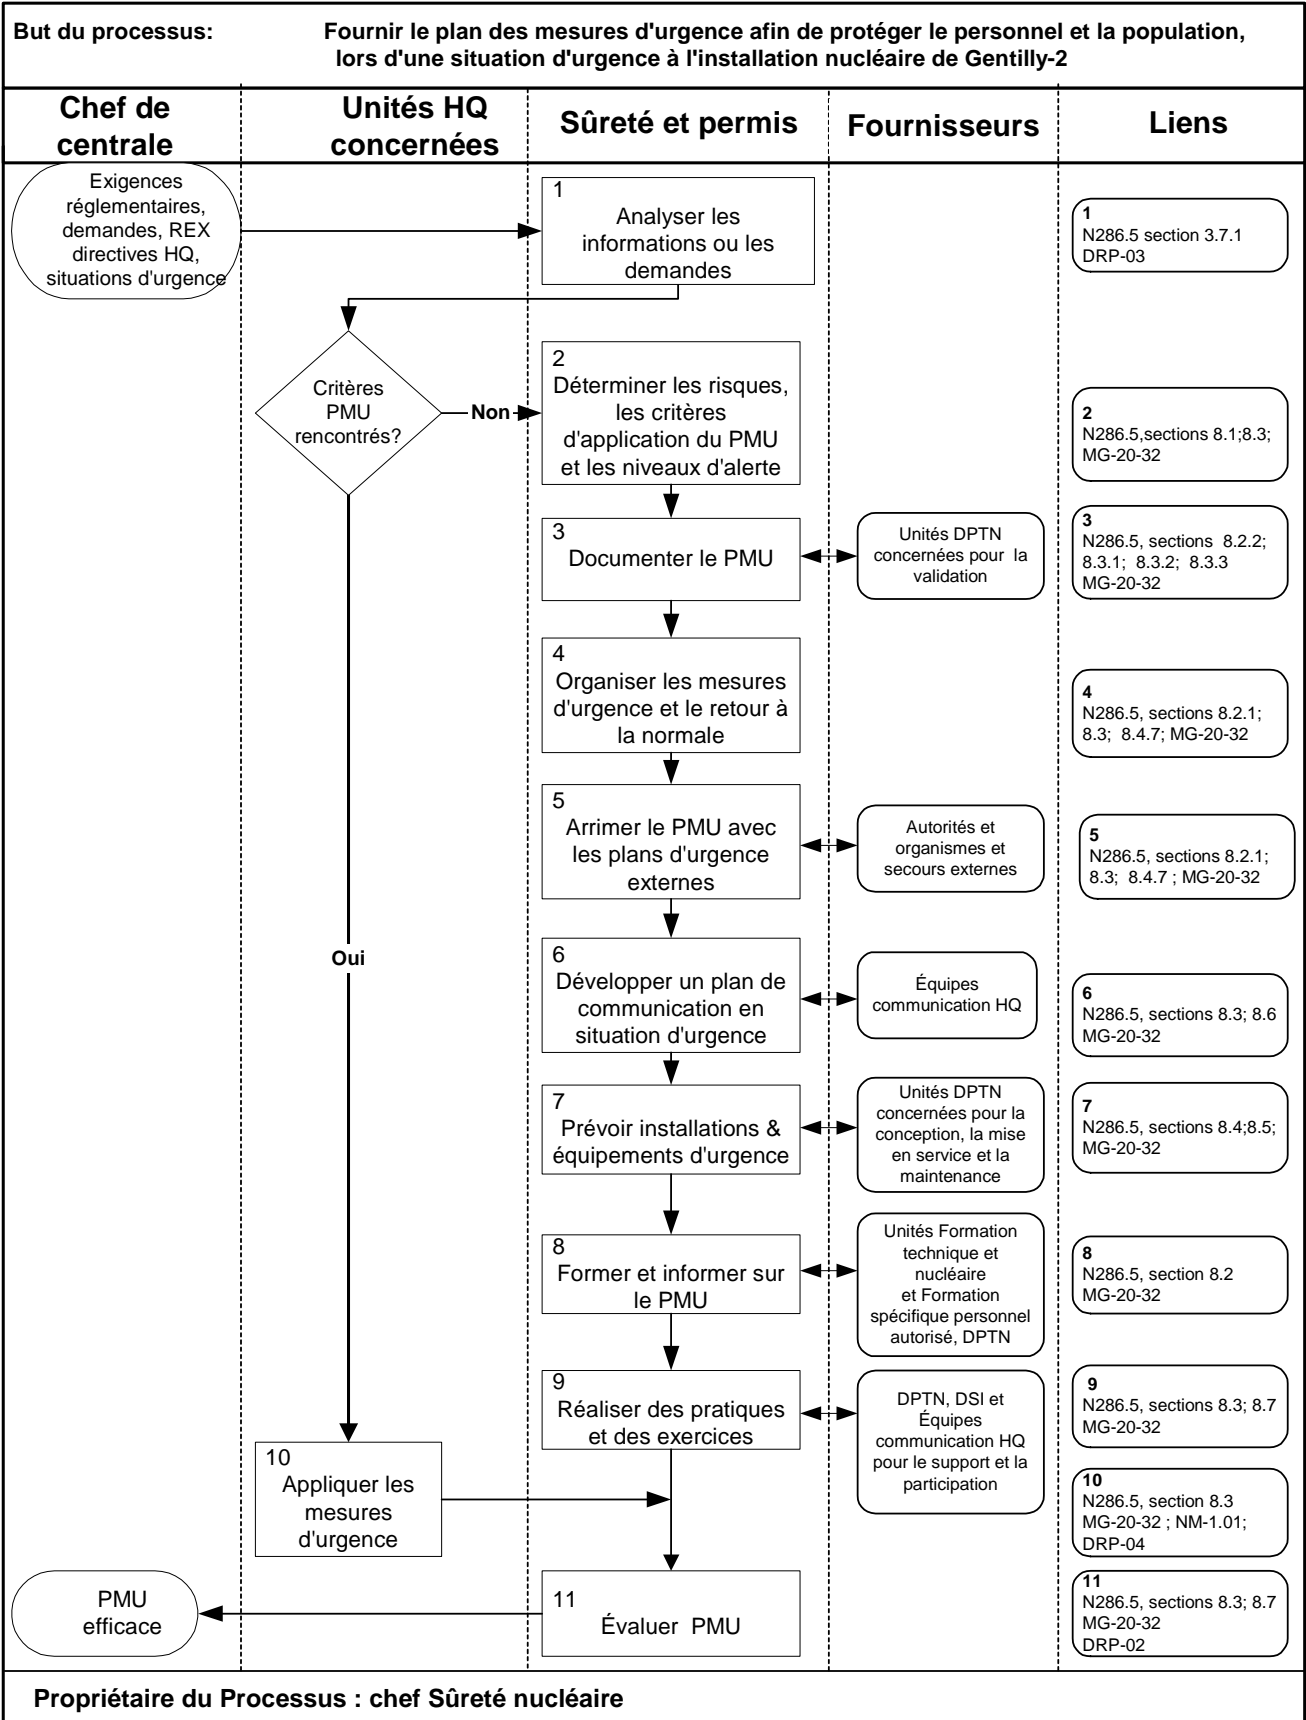 But du processus:
Fournir le plan des mesures d'urgence afin de protéger le personnel et la population,
lors d'une situation d'urgence à l'installation nucléaire de Gentilly-2
Chef de
centrale
Unités HQ
concernées
Sûreté et permis
Fournisseurs
Liens
Exigences
réglementaires,
demandes, REX
directives HQ,
situations d'urgence
1
Analyser les
informations ou les
demandes
1
N286.5 section 3.7.1
DRP-03
Critères
PMU
rencontrés?
Non
2
Déterminer les risques,
les critères
d'application du PMU
et les niveaux d'alerte
2
N286.5,sections 8.1;8.3;
MG-20-32
3
Documenter le PMU
Unités DPTN
concernées pour la
validation
3
N286.5, sections 8.2.2;
8.3.1; 8.3.2; 8.3.3
MG-20-32
4
Organiser les mesures
d'urgence et le retour à
la normale
4
N286.5, sections 8.2.1;
8.3; 8.4.7; MG-20-32
5
Arrimer le PMU avec
les plans d'urgence
externes
Autorités et
organismes et
secours externes
5
N286.5, sections 8.2.1;
8.3; 8.4.7 ; MG-20-32
Oui
6
Développer un plan de
communication en
situation d'urgence
Équipes
communication HQ
6
N286.5, sections 8.3; 8.6
MG-20-32
7
Prévoir installations &
équipements d'urgence
Unités DPTN
concernées pour la
conception, la mise
en service et la
maintenance
7
N286.5, sections 8.4;8.5;
MG-20-32
8
Former et informer sur
le PMU
Unités Formation
technique et
nucléaire
et Formation
spécifique personnel
autorisé, DPTN
8
N286.5, section 8.2
MG-20-32
9
Réaliser des pratiques
et des exercices
DPTN, DSI et
Équipes
communication HQ
pour le support et la
participation
9
N286.5, sections 8.3; 8.7
MG-20-32
10
Appliquer les
mesures
d'urgence
10
N286.5, section 8.3
MG-20-32 ; NM-1.01;
DRP-04
PMU
efficace
11
Évaluer PMU
11
N286.5, sections 8.3; 8.7
MG-20-32
DRP-02
Propriétaire du Processus : chef Sûreté nucléaire